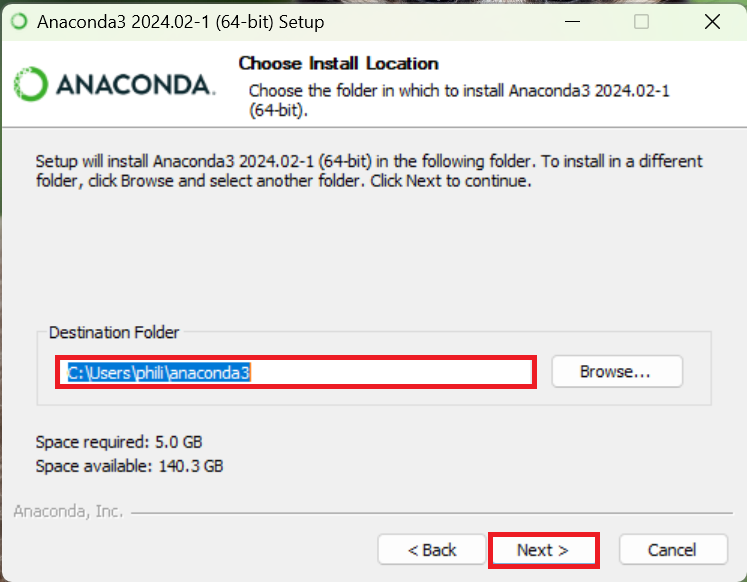 Anaconda3 2024.02-1 (64-bit) Setup
ANACONDA.
Choose Install Location
Choose the folder in which to install Anaconda3 2024.02-1
(64-bit).
Setup will install Anaconda3 2024.02-1 (64-bit) in the following folder. To install in a different
folder, click Browse and select another folder. Click Next to continue.
Destination Folder
C:\Users\phili\anaconda3
Browse...
Space required: 5.0 GB
Space available: 140.3 GB
Anaconda, Inc.
< Back
Next >
Cancel